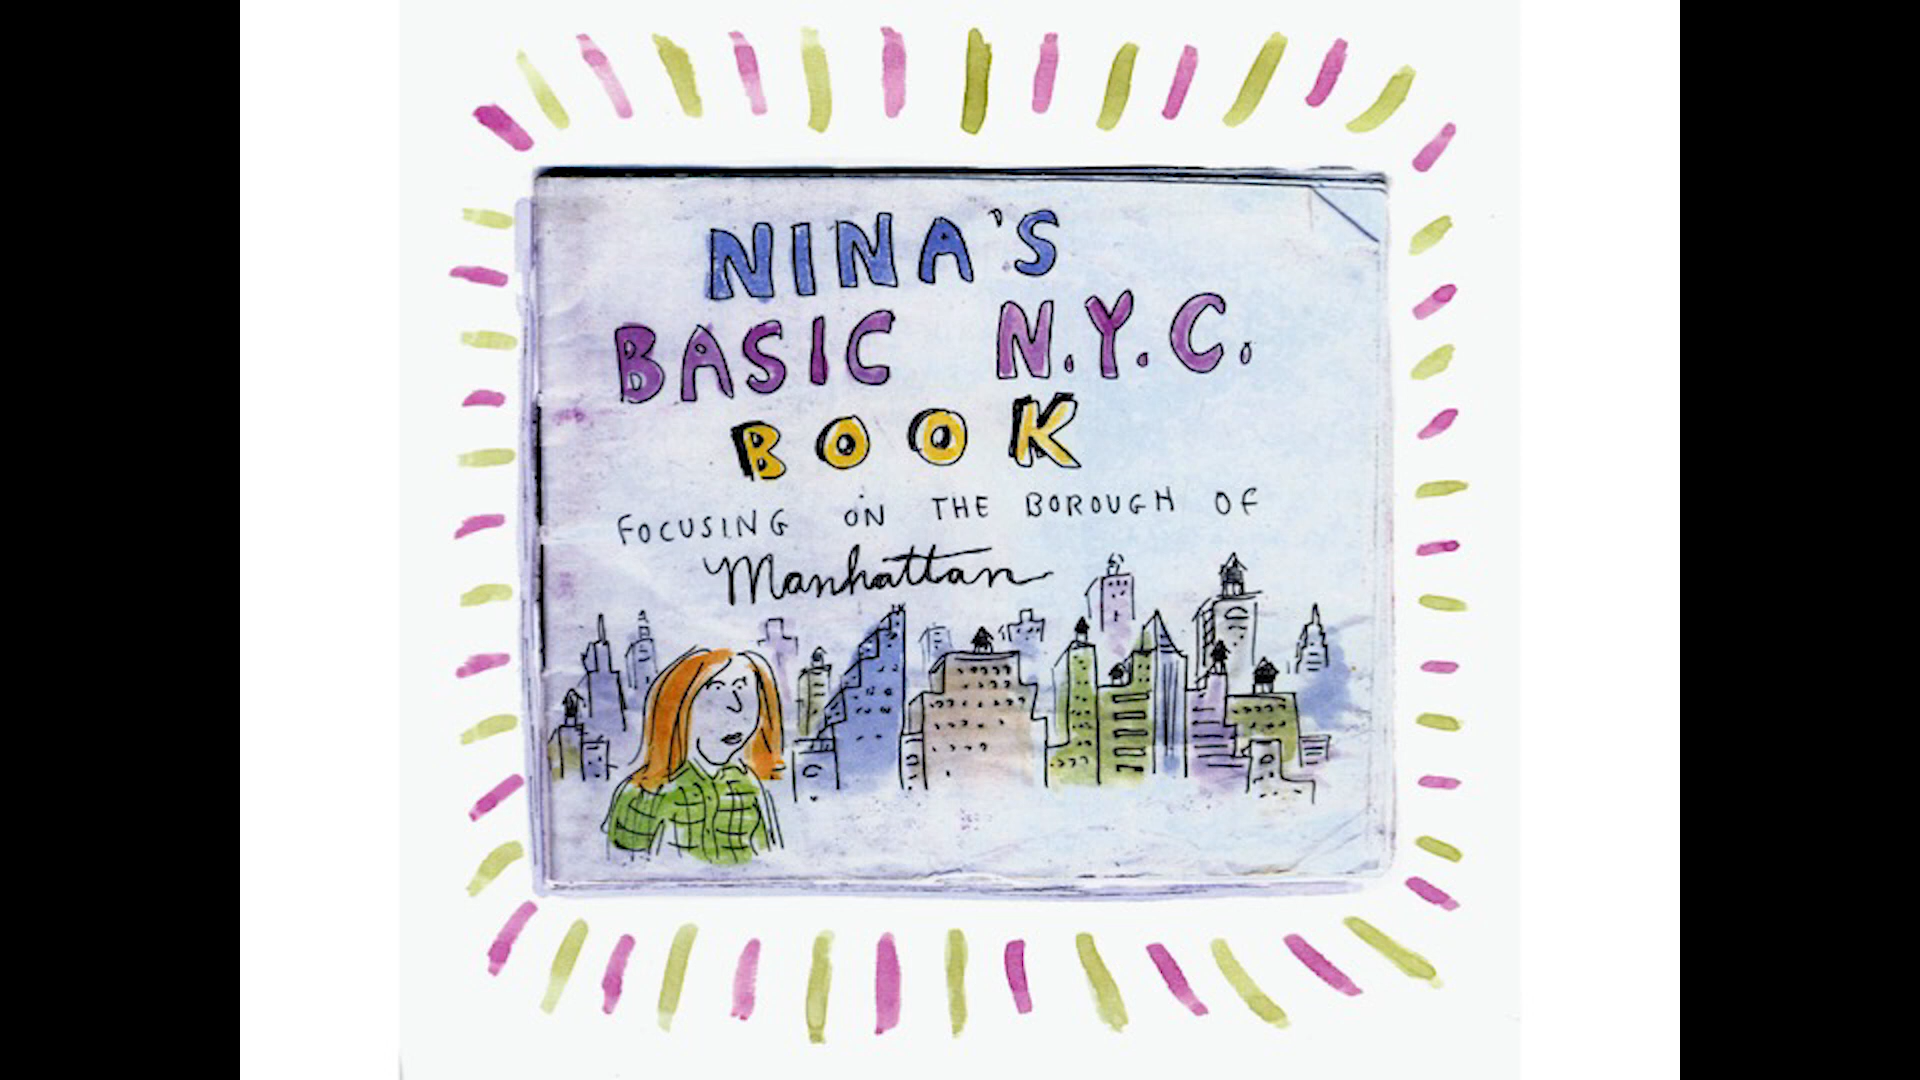 NINA'S
BASIC N.Y.C.
BOOK
FOCUSING ON THE BOROUGH OF
Manhattan